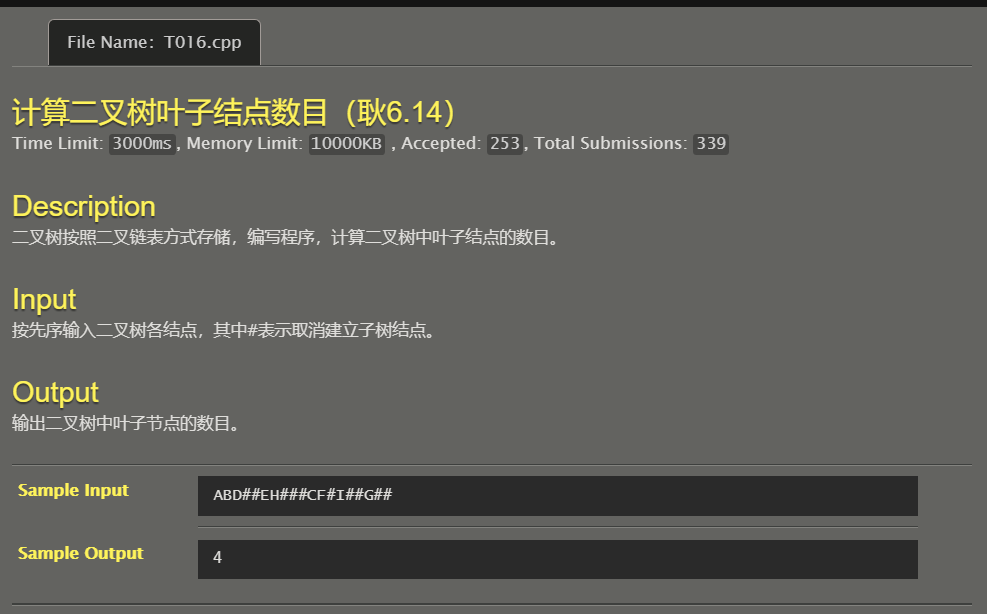 File Name：T016.cpp
计算二叉树叶子结点数目（耿6.14）
Time Limit: 3000ms, Memory Limit: 10000KB , Accepted: 253, Total Submissions: 339
Description
二叉树按照二叉链表方式存储，编写程序，计算二叉树中叶子结点的数目。
Input
按先序输入二叉树各结点，其中#表示取消建立子树结点。
Output
输出二叉树中叶子节点的数目。
Sample Input
ABD##EH###CF#I##G##
Sample Output
4